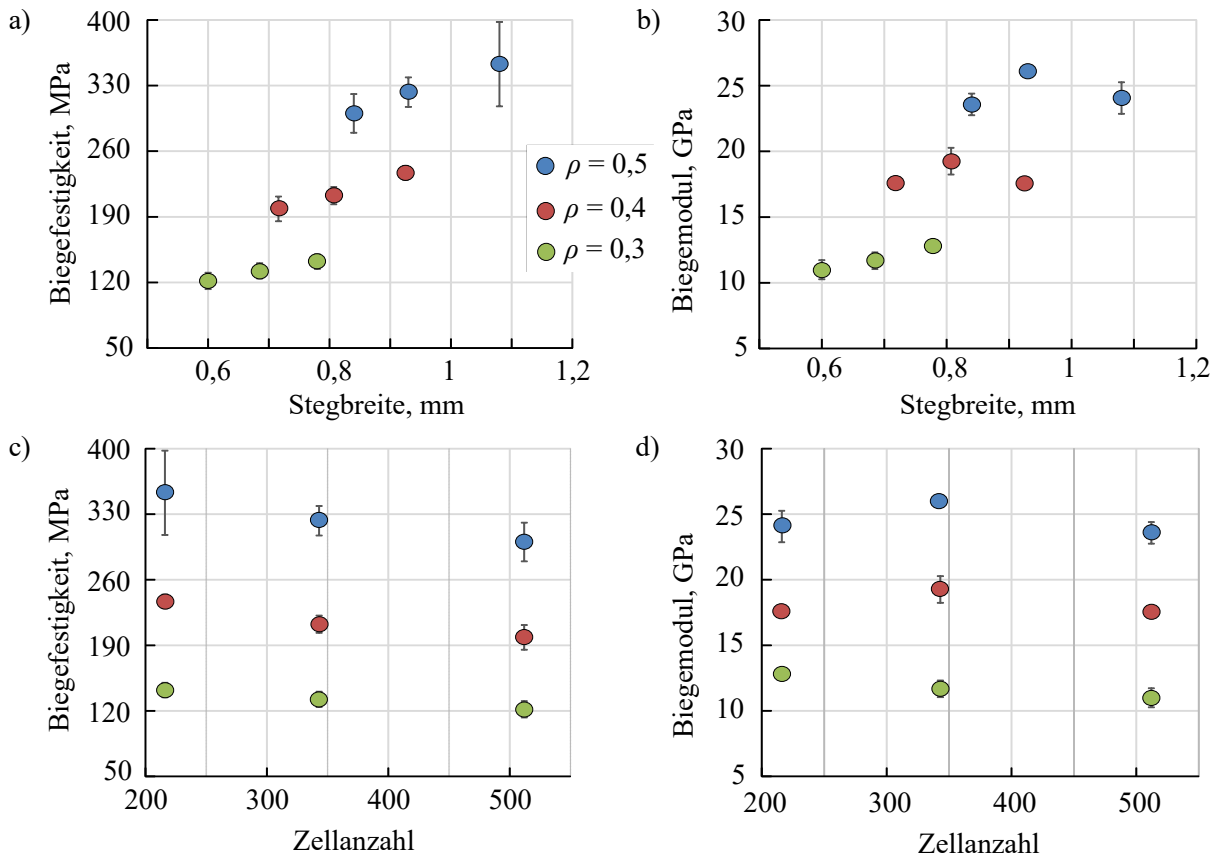 a)
Biegefestigkeit, MPa
400
330
260
190
120
50
0,6 0,8 1 1,2
Stegbreite, mm
ρ = 0,5
ρ = 0,4
ρ = 0,3
b)
Biegemodul, GPa
30
25
20
15
10
5
0,6 0,8 1 1,2
Stegbreite, mm
c)
Biegefestigkeit, MPa
400
330
260
190
120
50
200 300 400 500
Zellanzahl
d)
Biegemodul, GPa
30
25
20
15
10
5
200 300 400 500
Zellanzahl